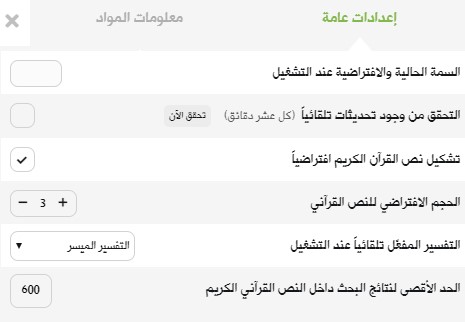 إعدادات عامة
معلومات المواد
السمة الحالية والافتراضية عند التشغيل
التحقق من وجود تحديثات تلقائياً (كل عشر دقائق) تحقق الآن
تشكيل نص القرآن الكريم افتراضياً
الحجم الافتراضي للنص القرآني + 3 −
التفسير المفعّل تلقائياً عند التشغيل التفسير الميسر
الحد الأقصى لنتائج البحث داخل النص القرآني الكريم 600